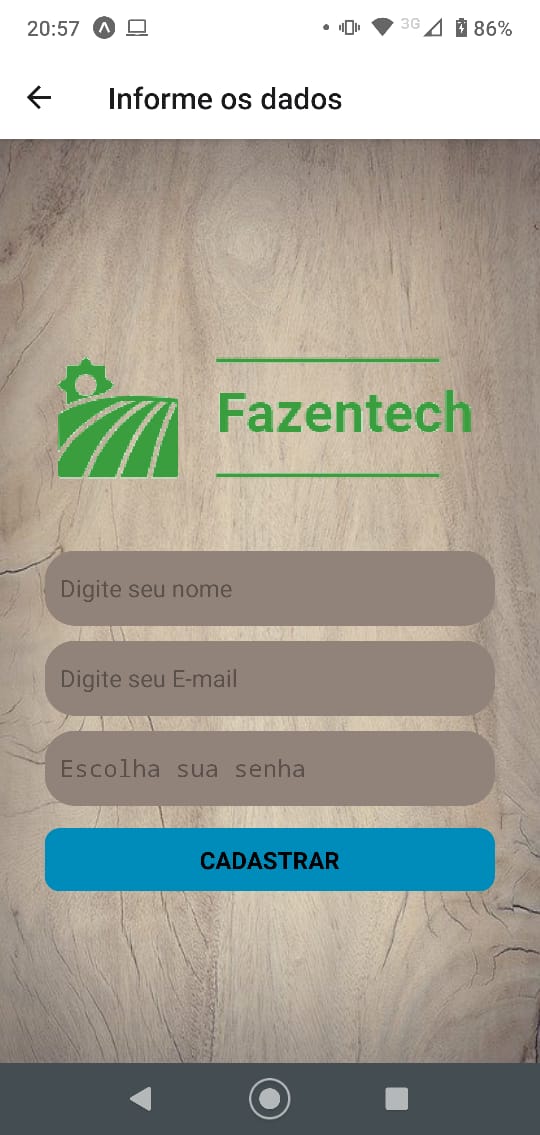 20:57
3G
86%
Informe os dados
Fazentech
Digite seu nome
Digite seu E-mail
Escolha sua senha
CADASTRAR